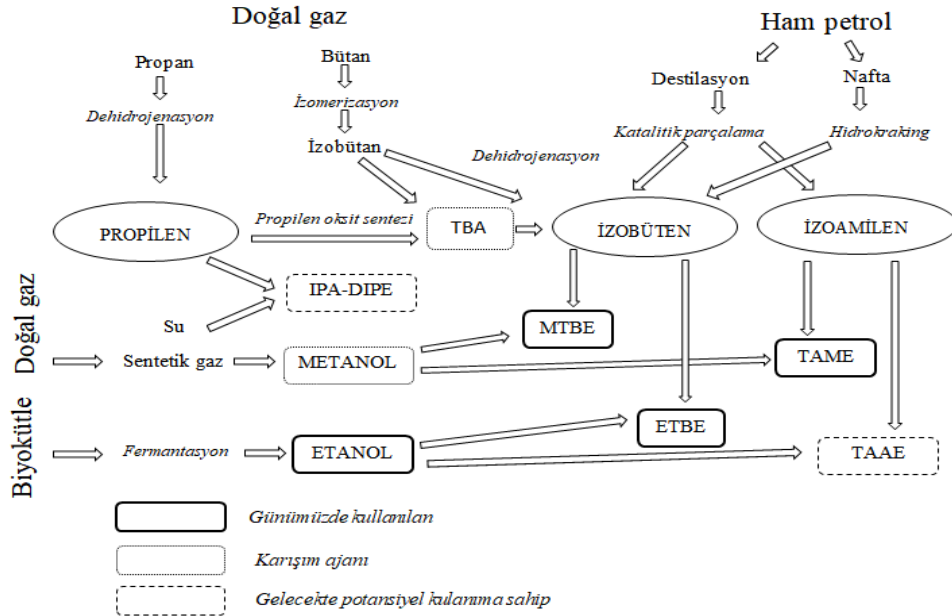 Doğal gaz
Ham petrol
Propan
Bütan
Destilasyon
Nafta
Dehidrojenasyon
İzomerizasyon
Katalitik parçalama
Hidrokraking
İzobütan
Dehidrojenasyon
PROPİLEN
Propilen oksit sentezi
TBA
İZOBÜTEN
İZOAMİLEN
IPA-DIPE
Su
MTBE
Doğal gaz
Sentetik gaz
METANOL
TAME
ETBE
Biyokütle
Fermantasyon
ETANOL
TAAE
Günümüzde kullanılan
Karışım ajanı
Gelecekte potansiyel kulanıma sahip